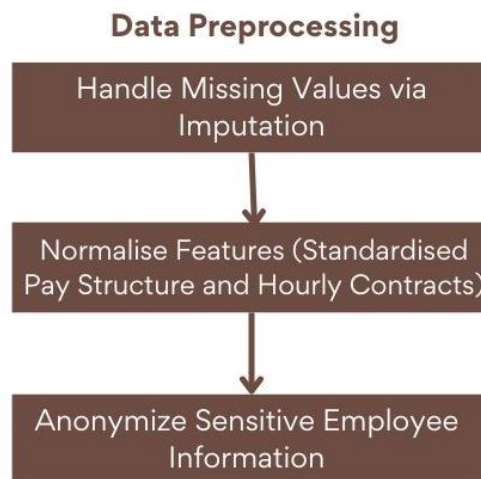 Data Preprocessing
Handle Missing Values via
Imputation
Normalise Features (Standardised
Pay Structure and Hourly Contracts)
Anonymize Sensitive Employee
Information